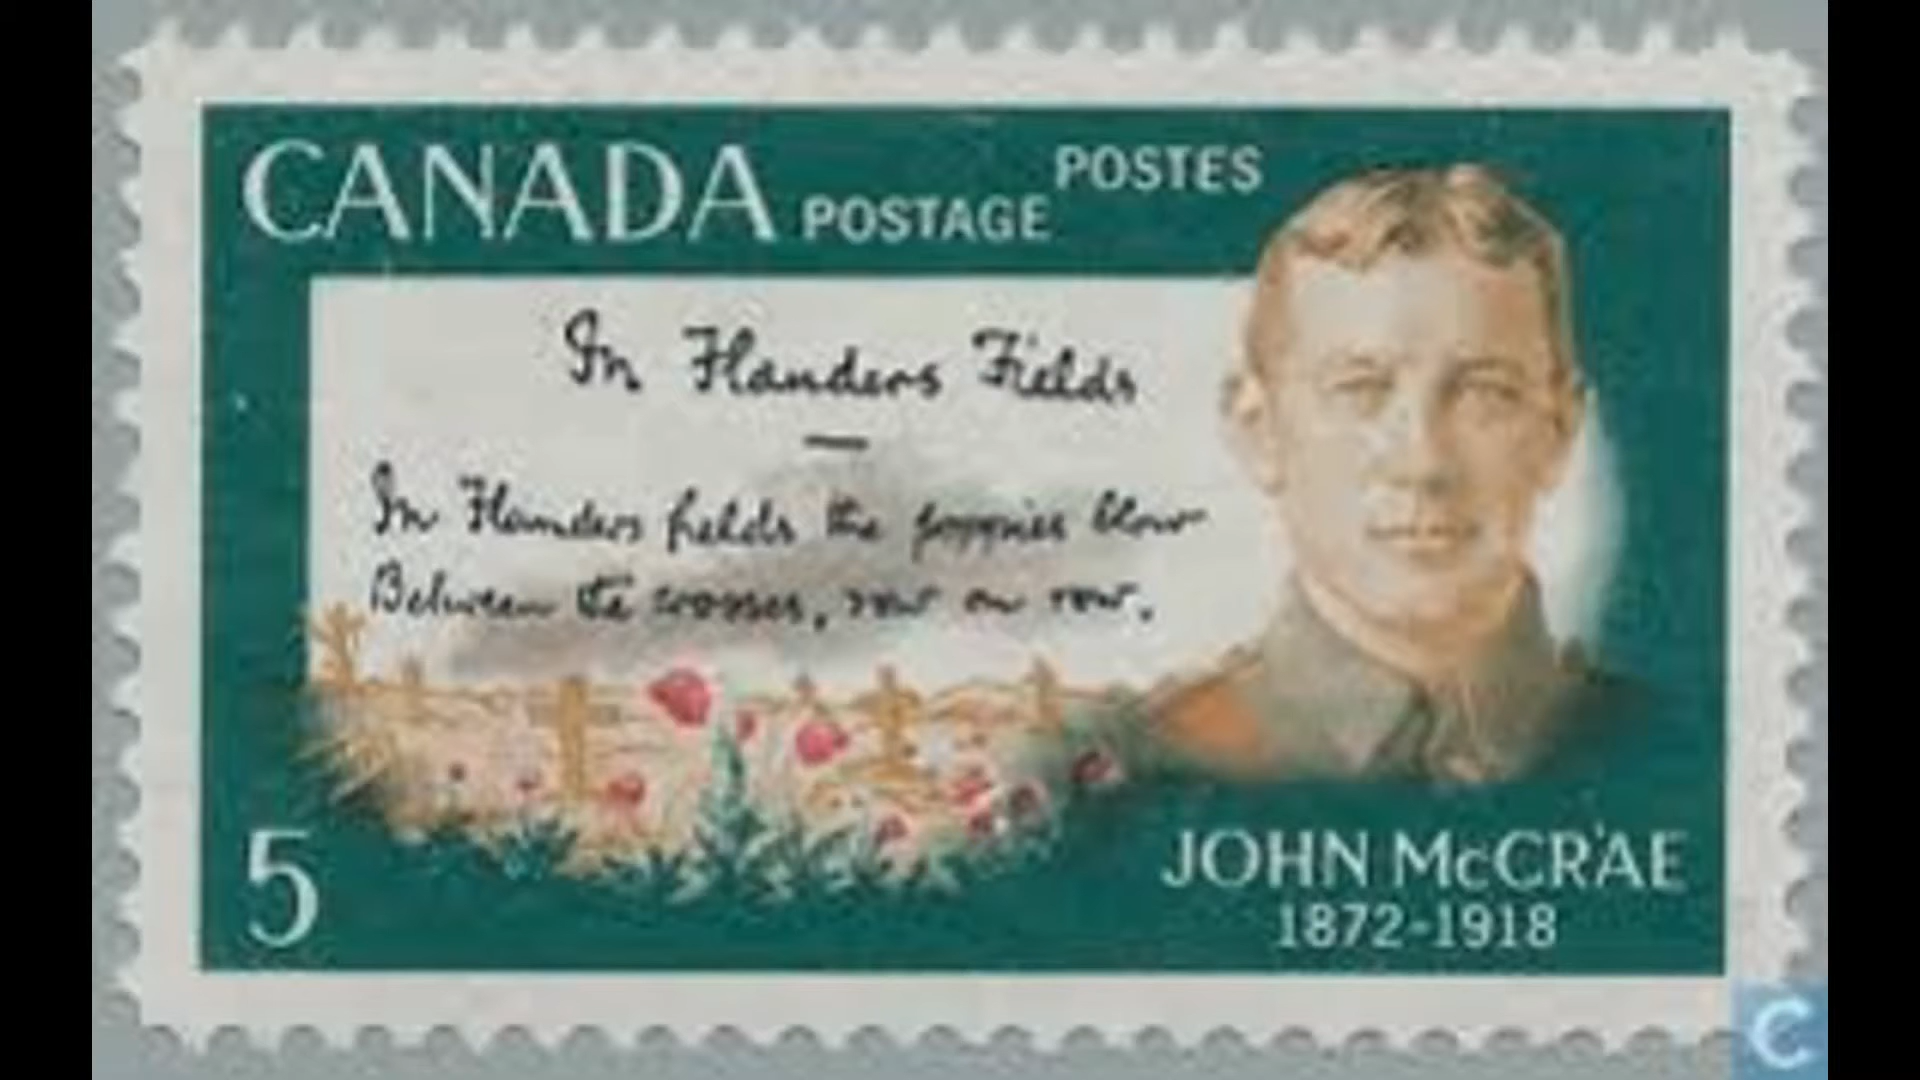 CANADA POSTAGE POSTES
In Flanders Fields
—
In Flanders fields the poppies blow
Between the crosses, row on row,
5
JOHN McCRAE
1872-1918
C